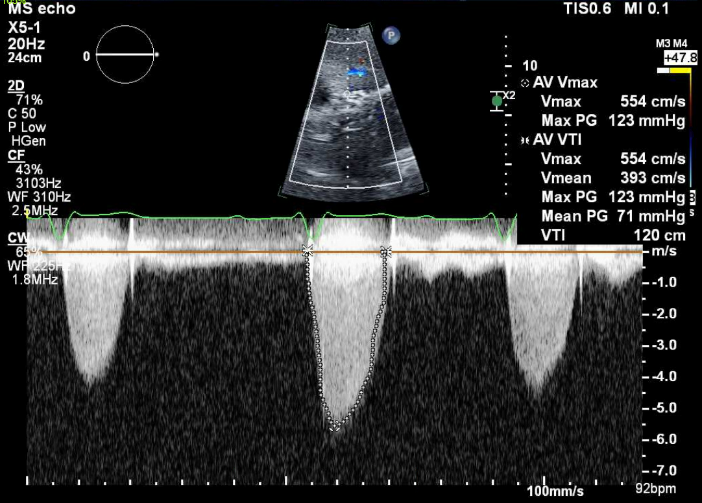 MS echo
TIS0.6 MI 0.1
X5-1
20Hz
24cm
0
P
M3 M4
+47.8
2D
71%
C 50
P Low
HGen
CF
43%
3103Hz
WF 310Hz
2.5MHz
CW
65%
WF 225Hz
1.8MHz
10
X2
AV Vmax
Vmax 554 cm/s
Max PG 123 mmHg
AV VTI
Vmax 554 cm/s
Vmean 393 cm/s
Max PG 123 mmHg
Mean PG 71 mmHg
VTI 120 cm
m/s
-1.0
-2.0
-3.0
-4.0
-5.0
-6.0
-7.0
100mm/s
92bpm